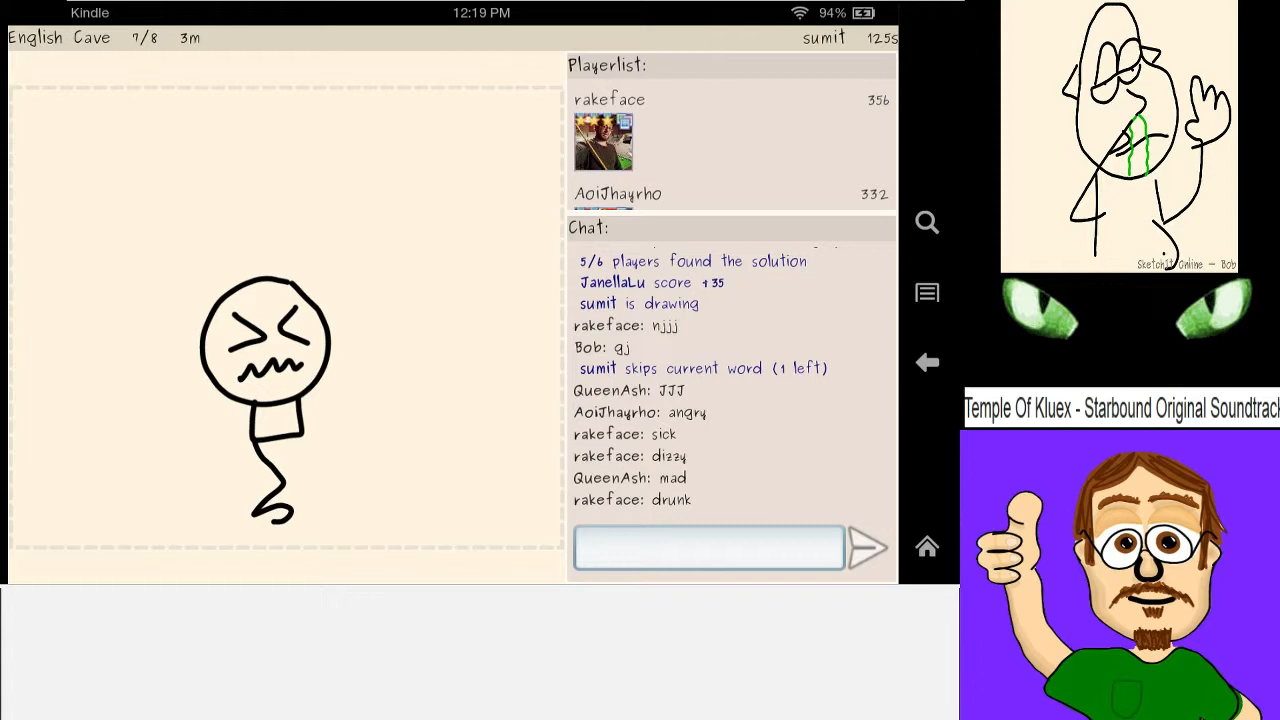 Kindle
12:19 PM
94%
English Cave 7/8 3m
sumit 125s
Playerlist:
rakeface 356
AoiJhayrho 332
Chat:
5/6 players found the solution
JanellaLu score +35
sumit is drawing
rakeface: njjj
Bob: gj
sumit skips current word (1 left)
QueenAsh: JJJ
AoiJhayrho: angry
rakeface: sick
rakeface: dizzy
QueenAsh: mad
rakeface: drunk
Sketch It Online - Bob
Temple Of Kluex - Starbound Original Soundtrack